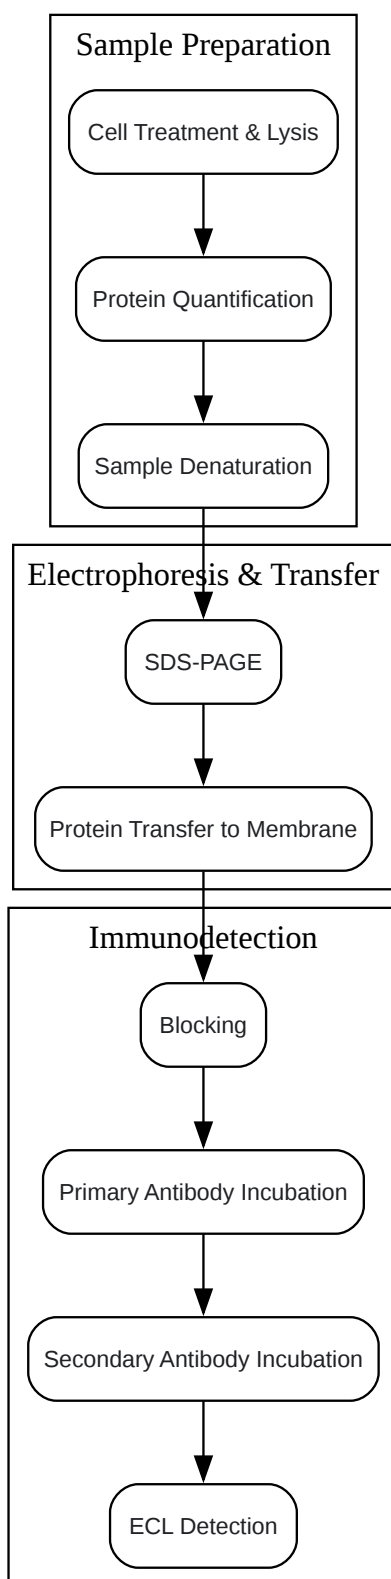 Sample Preparation
Cell Treatment & Lysis
Protein Quantification
Sample Denaturation
Electrophoresis & Transfer
SDS-PAGE
Protein Transfer to Membrane
Immunodetection
Blocking
Primary Antibody Incubation
Secondary Antibody Incubation
ECL Detection